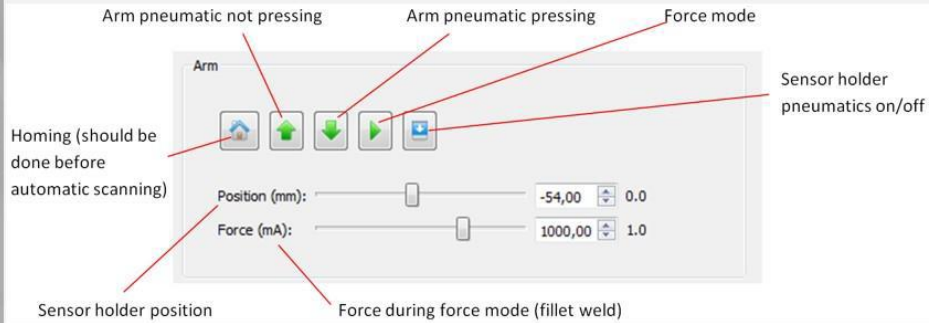 Arm pneumatic not pressing
Arm pneumatic pressing
Force mode
Arm
Sensor holder
pneumatics on/off
Homing (should be
done before
automatic scanning)
Position (mm): -54,00 0.0
Force (mA): 1000,00 1.0
Sensor holder position
Force during force mode (fillet weld)